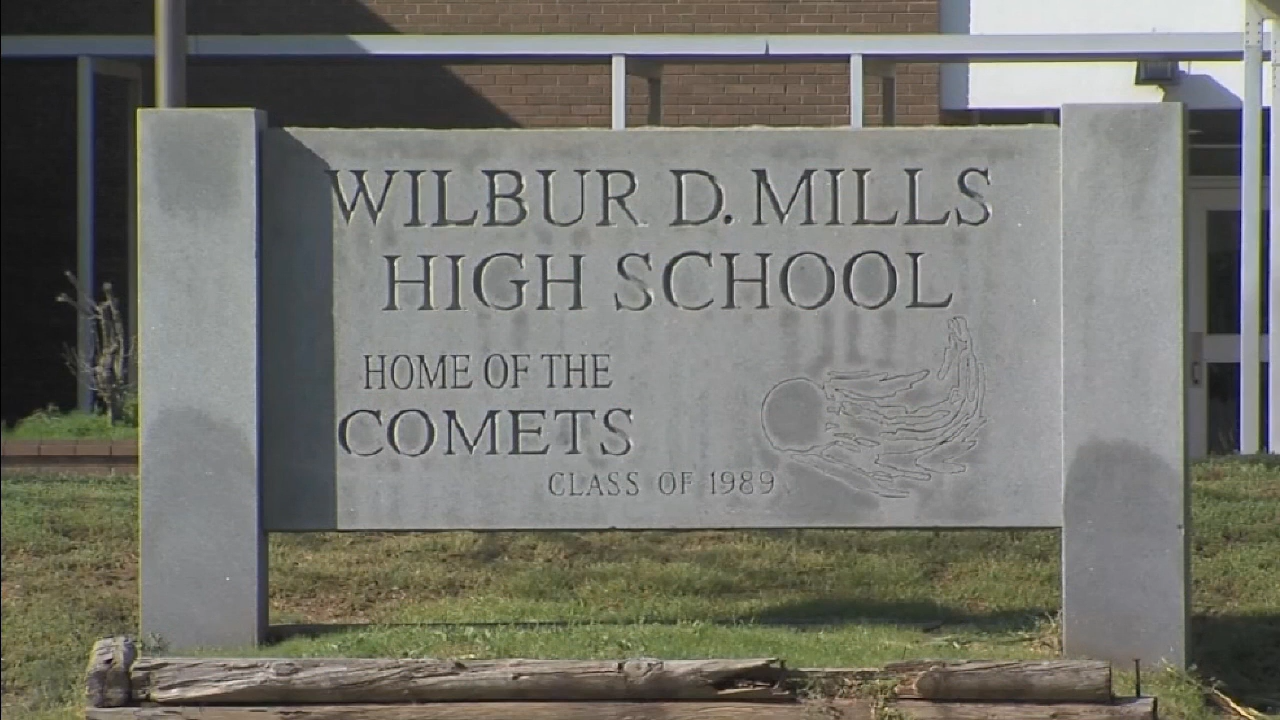 WILBUR D. MILLS
HIGH SCHOOL
HOME OF THE
COMETS
CLASS OF 1989